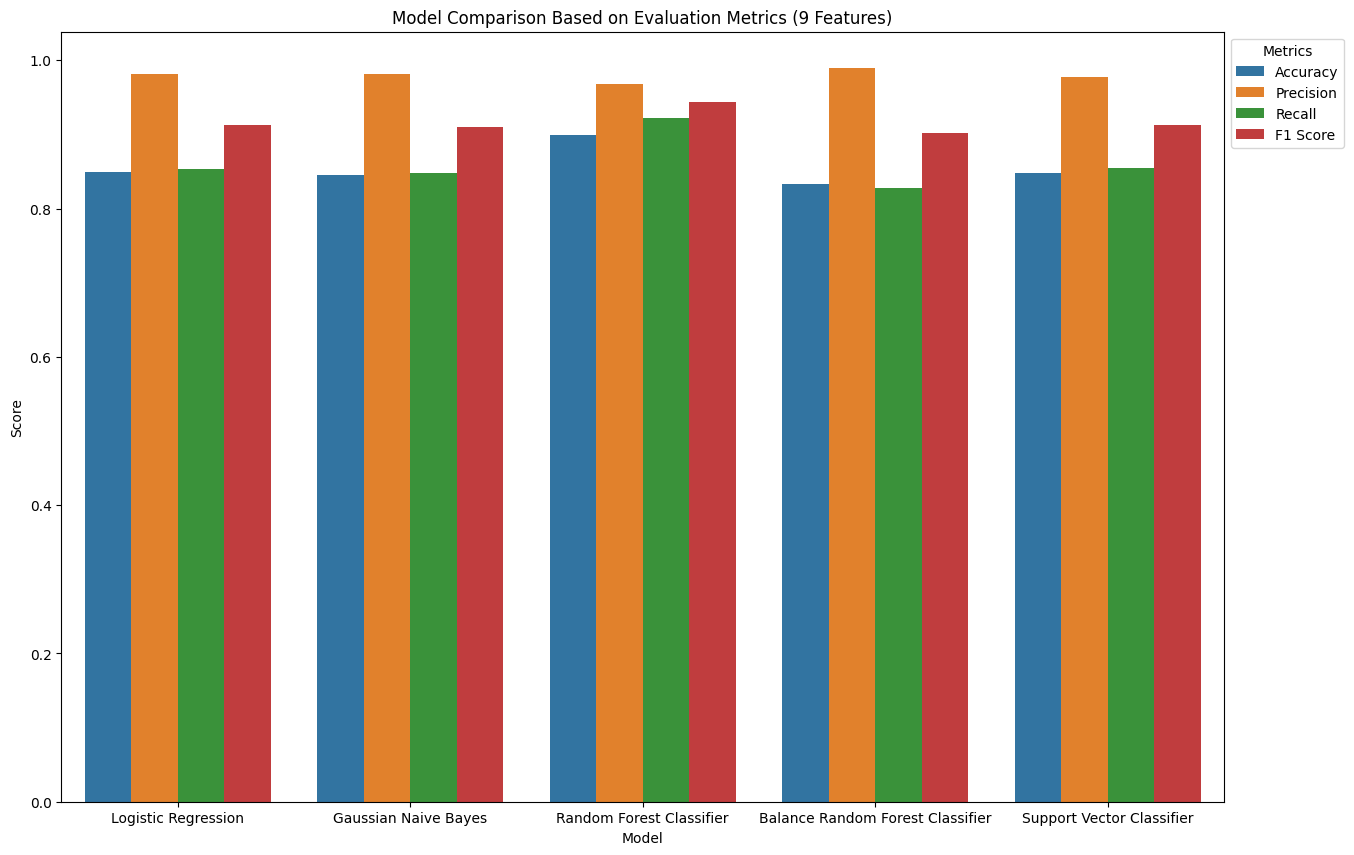 Model Comparison Based on Evaluation Metrics (9 Features)
Metrics
Accuracy
Precision
Recall
F1 Score
Score
1.0
0.8
0.6
0.4
0.2
0.0
Logistic Regression
Gaussian Naive Bayes
Random Forest Classifier
Balance Random Forest Classifier
Support Vector Classifier
Model